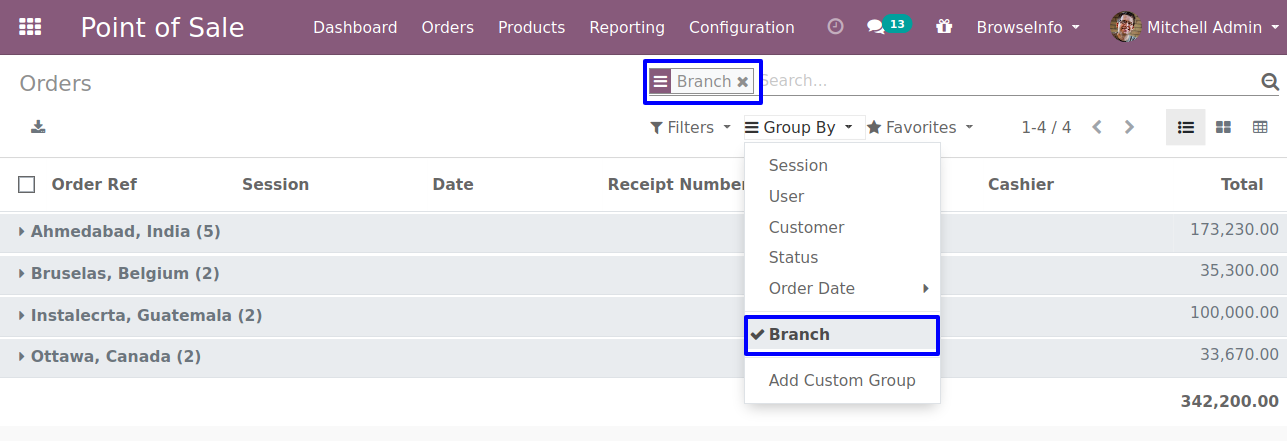 Point of Sale Dashboard Orders Products Reporting Configuration 13 BrowseInfo Mitchell Admin
Orders Branch Search...
Filters Group By Favorites 1-4 / 4
Order Ref Session Date Receipt Number Cashier Total
Session
User
Customer
Status
Order Date
Branch
Add Custom Group
Ahmedabad, India (5) 173,230.00
Bruselas, Belgium (2) 35,300.00
Instalecrta, Guatemala (2) 100,000.00
Ottawa, Canada (2) 33,670.00
342,200.00